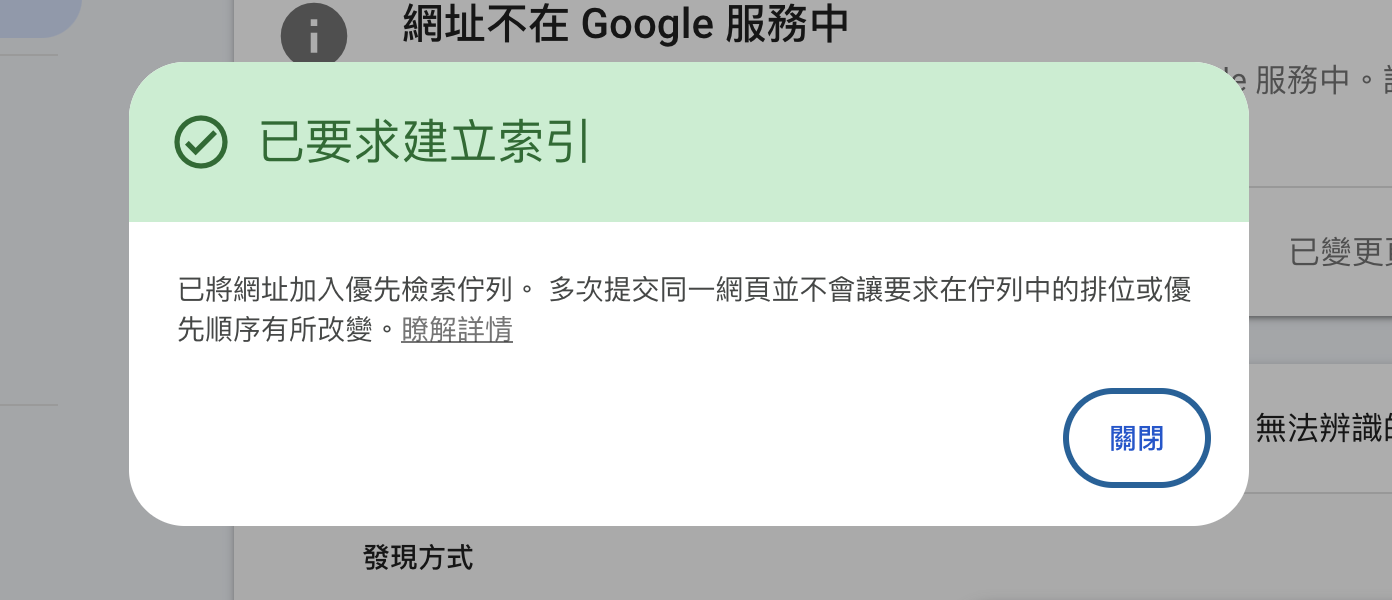 網址不在 Google 服務中
le 服務中。
已要求建立索引
已變更
已將網址加入優先檢索佇列。 多次提交同一網頁並不會讓要求在佇列中的排位或優
先順序有所改變。瞭解詳情
關閉
無法辨識的
發現方式